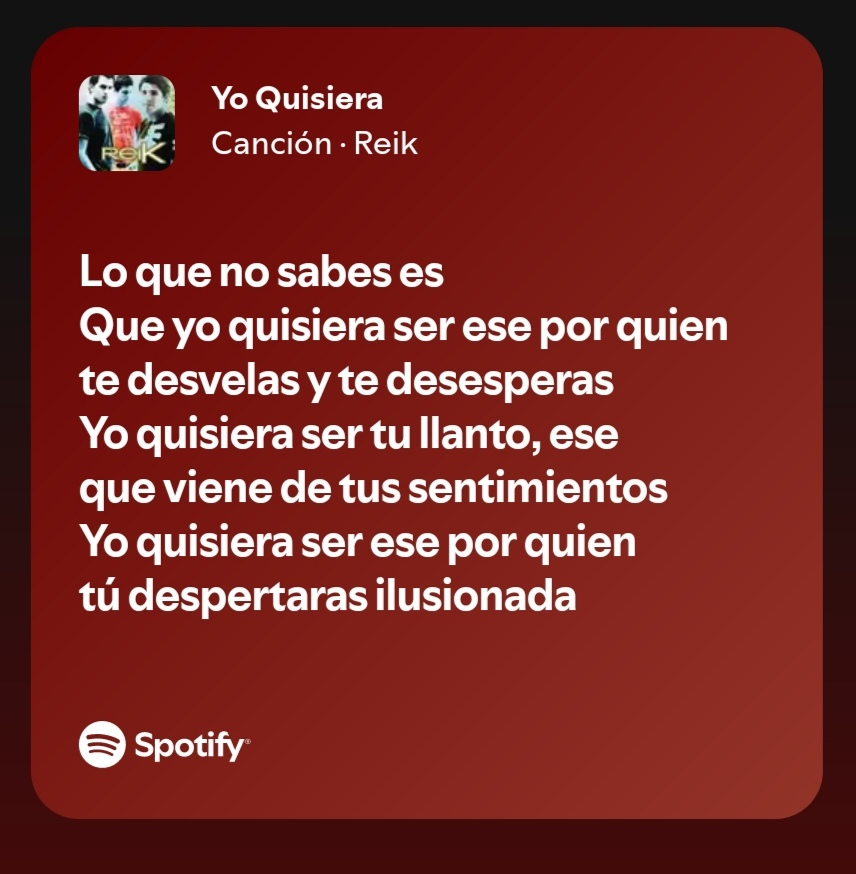 Yo Quisiera
Canción · Reik
REIK
Lo que no sabes es
Que yo quisiera ser ese por quien
te desvelas y te desesperas
Yo quisiera ser tu llanto, ese
que viene de tus sentimientos
Yo quisiera ser ese por quien
tú despertaras ilusionada
Spotify®